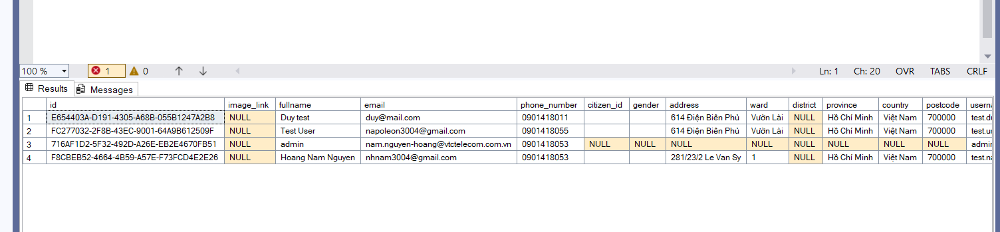 100 % 1 0 Ln: 1 Ch: 20 OVR TABS CRLF
Results Messages
id image_link fullname email phone_number citizen_id gender address ward district province country postcode userna
1 E654403A-D191-4305-A68B-055B1247A2B8 NULL Duy test duy@mail.com 0901418011 614 Điện Biên Phủ Vườn Lài NULL Hồ Chí Minh Việt Nam 700000 test.du
2 FC277032-2F8B-43EC-9001-64A9B612509F NULL Test User napoleon3004@gmail.com 0901418055 614 Điện Biên Phủ Vườn Lài NULL Hồ Chí Minh Việt Nam 700000 test.us
3 716AF1D2-5F32-492D-A26E-EB2E4670FB51 NULL admin nam.nguyen-hoang@vtctelecom.com.vn 0901418053 NULL NULL NULL NULL NULL NULL NULL NULL admin
4 F8CBEB52-4664-4B59-A57E-F73FCD4E2E26 NULL Hoang Nam Nguyen nhnam3004@gmail.com 0901418053 281/23/2 Le Van Sy 1 NULL Hồ Chí Minh Việt Nam 700000 test.na